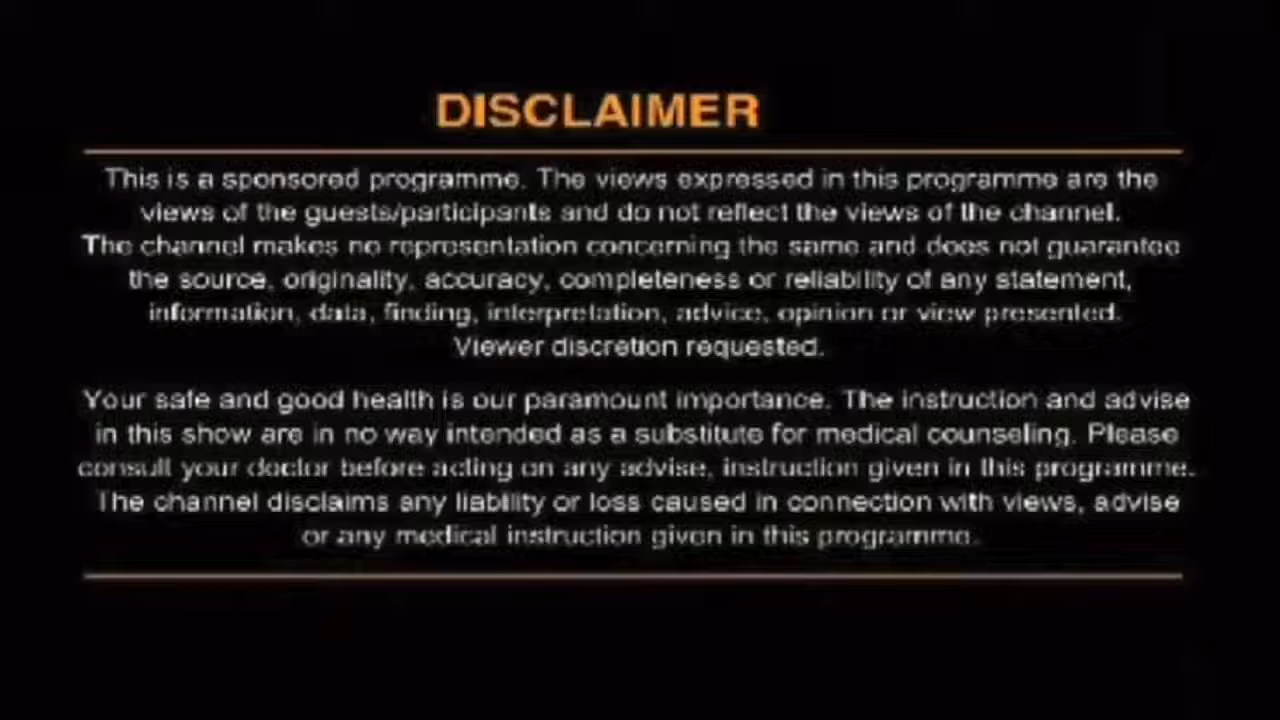 DISCLAIMER
This is a sponsored programme. The views expressed in this programme are the
views of the guests/participants and do not reflect the views of the channel.
The channel makes no representation concerning the same and does not guarantee
the source, originality, accuracy, completeness or reliability of any statement,
information, data, finding, interpretation, advice, opinion or view presented.
Viewer discretion requested.
Your safe and good health is our paramount importance. The instruction and advise
in this show are in no way intended as a substitute for medical counseling. Please
consult your doctor before acting on any advise, instruction given in this programme.
The channel disclaims any liability or loss caused in connection with views, advise
or any medical instruction given in this programme.